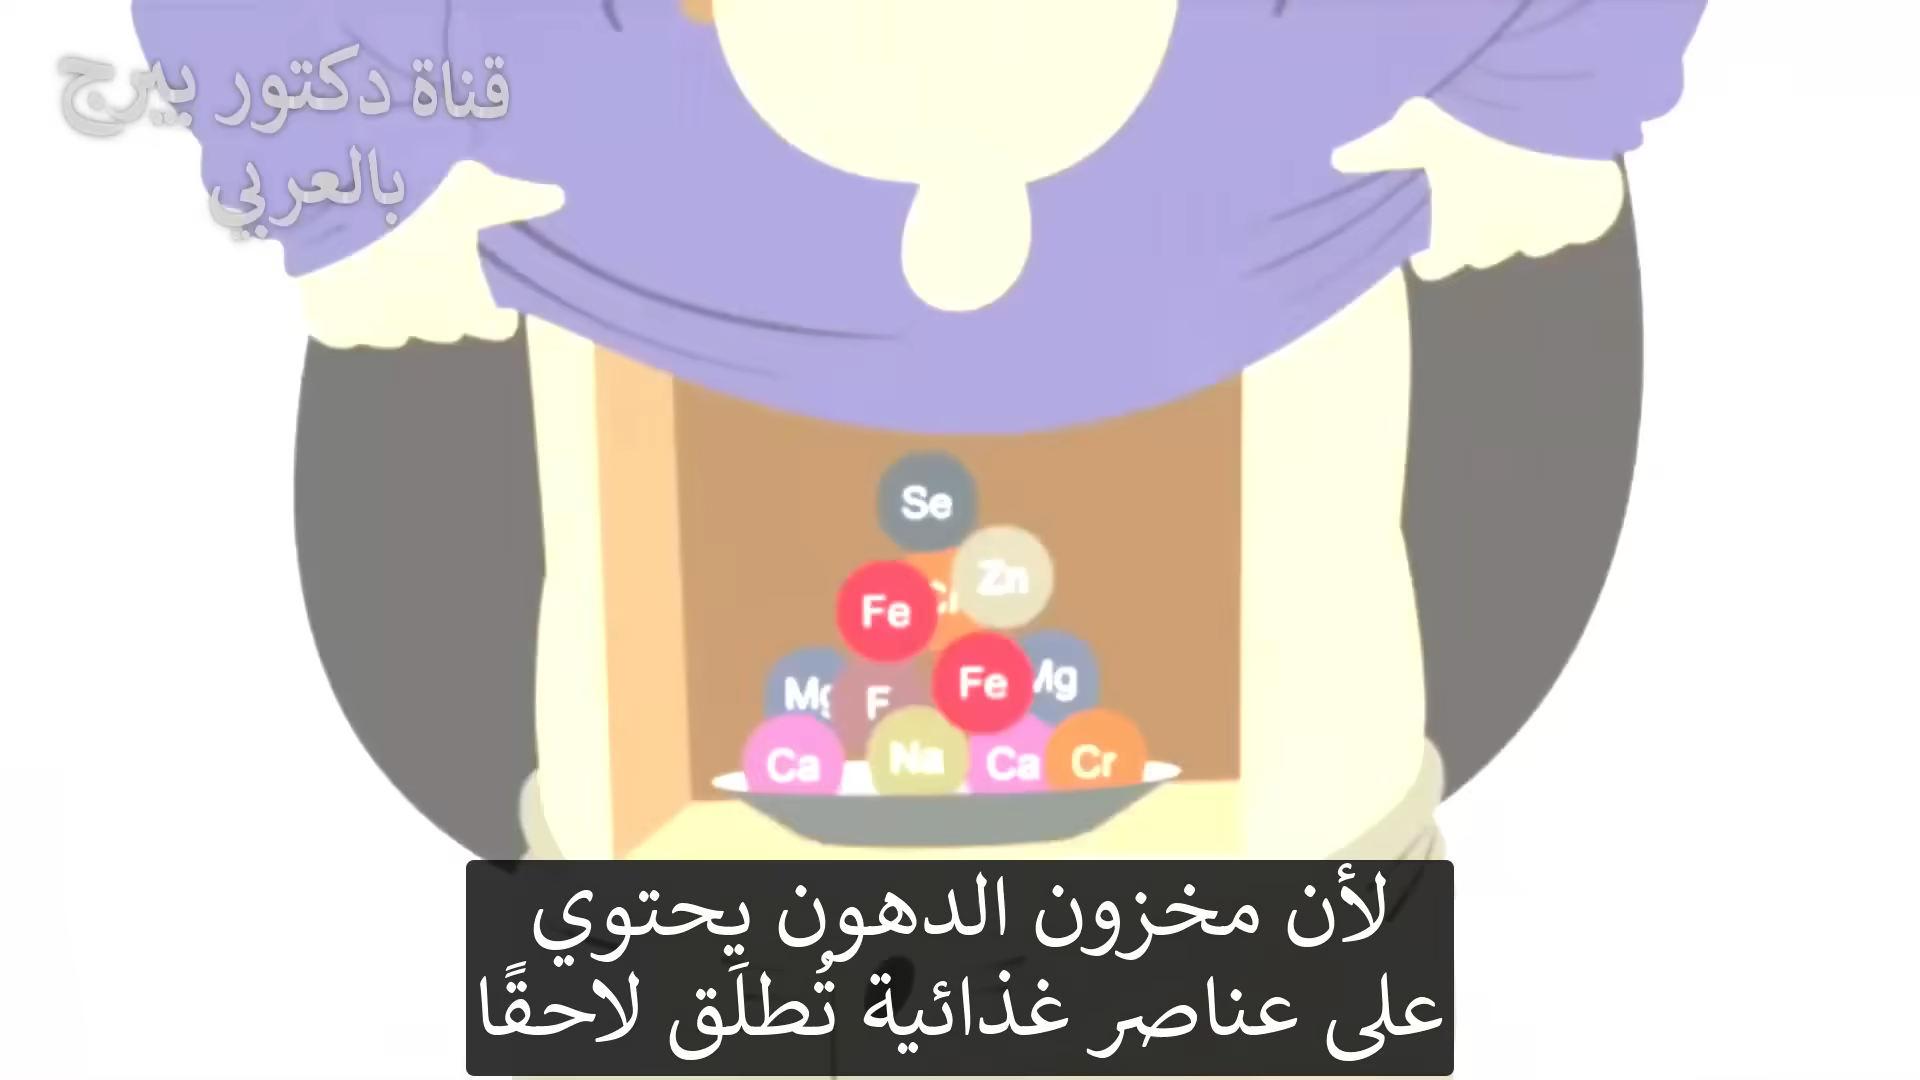 قناة دكتور بيرج
بالعربي
Se
Zn
Fe
Fe
Mg
F
Ca
Na
Ca
Cr
لأن مخزون الدهون يحتوي
على عناصر غذائية تُطلَق لاحقًا